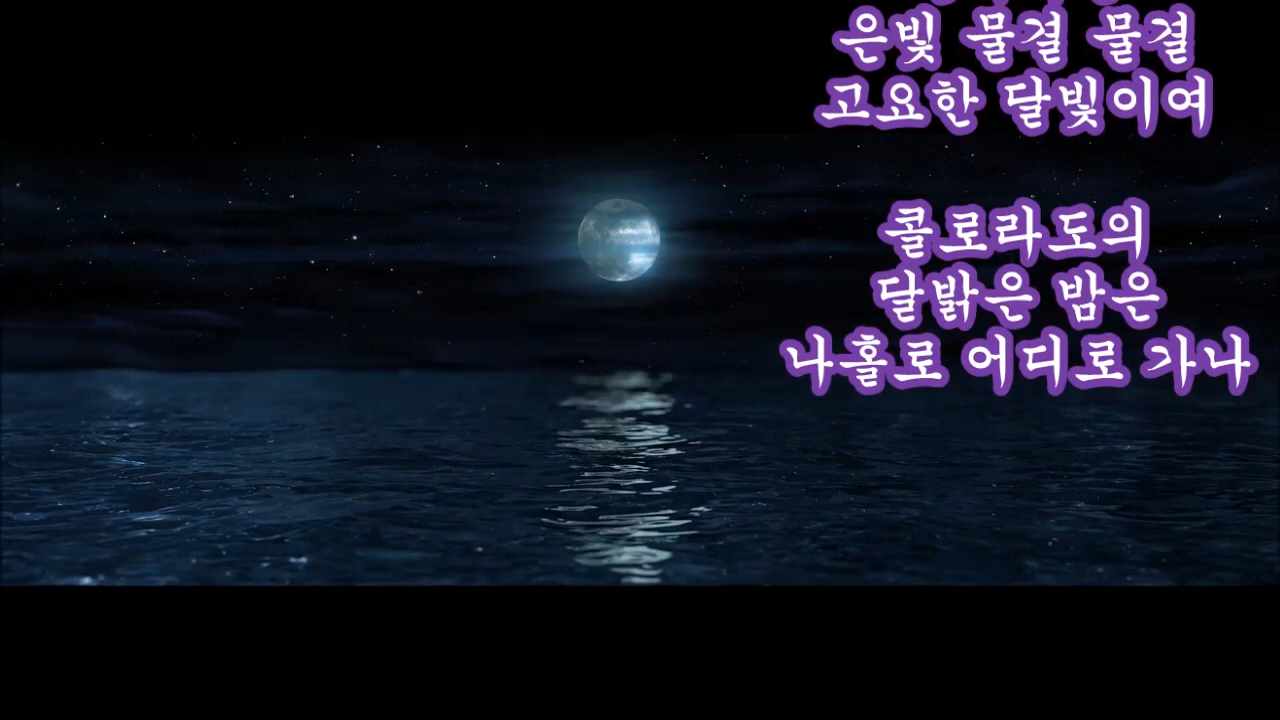 은빛 물결 물결
고요한 달빛이여
콜로라도의
달밝은 밤은
나홀로 어디로 가나